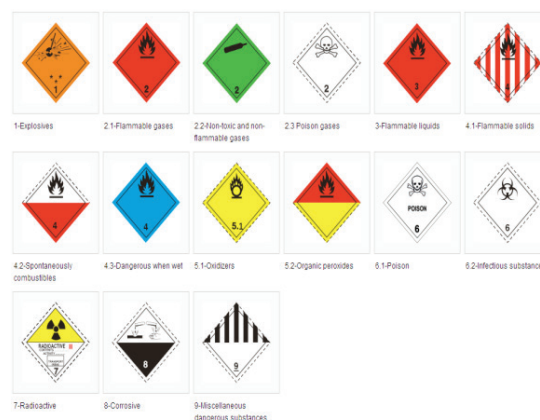 1
2
2
2
3
4
1-Explosives
2.1-Flammable gases
2.2-Non-toxic and non-
flammable gases
2.3 Poison gases
3-Flammable liquids
4.1-Flammable solids
4
4
5.1
POISON
6
6
4.2-Spontaneously
combustibles
4.3-Dangerous when wet
5.1-Oxidizers
5.2-Organic peroxides
6.1-Poison
6.2-Infectious substance
RADIOACTIVE II
7
8
9
7-Radioactive
8-Corrosive
9-Miscellaneous
dangerous substances